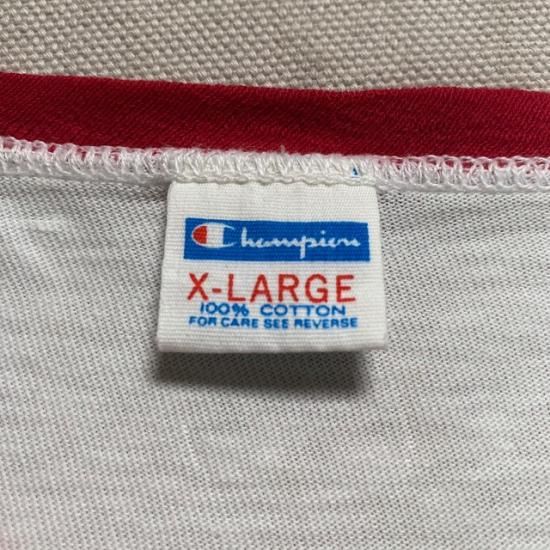 Champion
X-LARGE
100% COTTON
FOR CARE SEE REVERSE